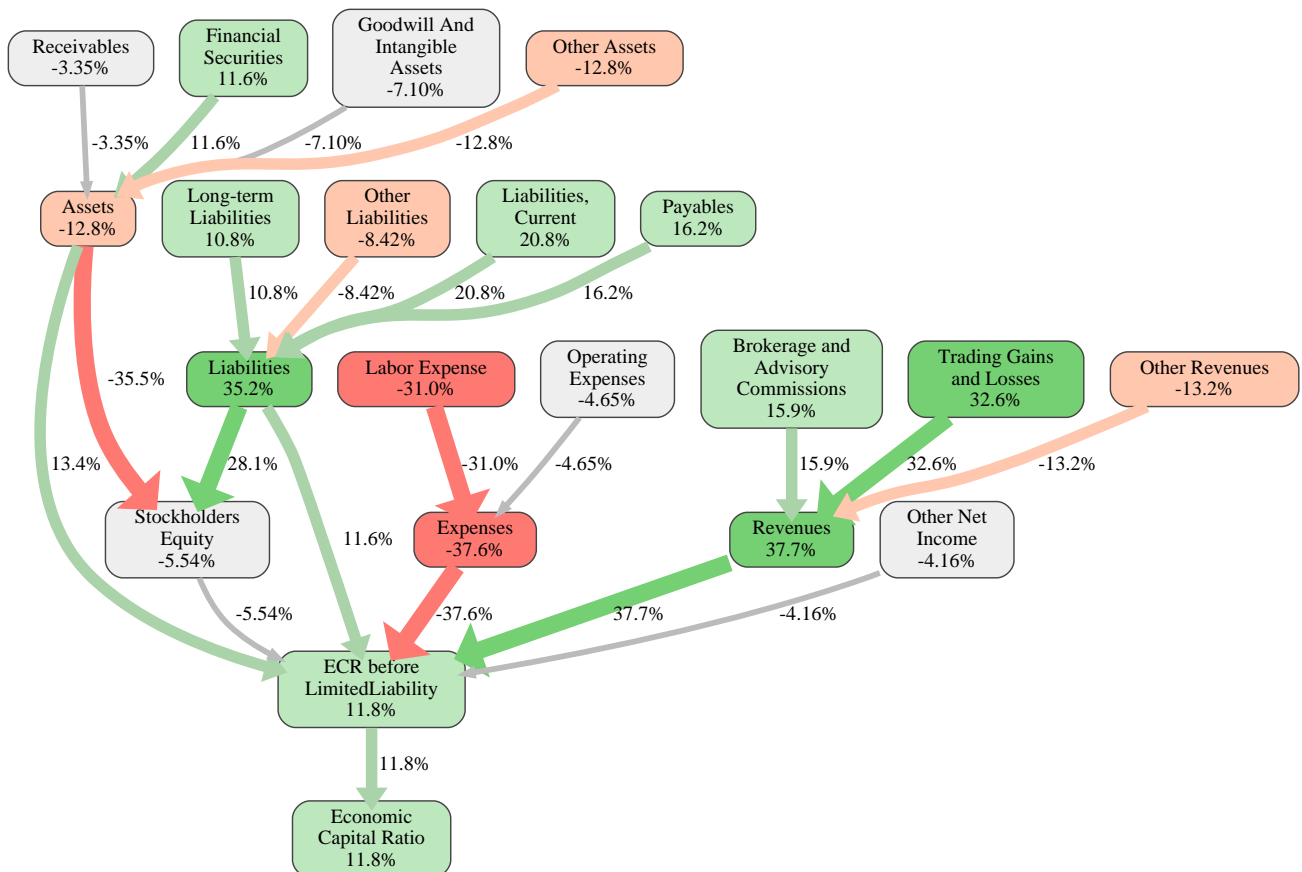 Receivables
-3.35%
Financial
Securities
11.6%
Goodwill And
Intangible
Assets
-7.10%
Other Assets
-12.8%
-3.35%
11.6%
-7.10%
-12.8%
Assets
-12.8%
Long-term
Liabilities
10.8%
Other
Liabilities
-8.42%
Liabilities,
Current
20.8%
Payables
16.2%
10.8%
-8.42%
20.8%
16.2%
-35.5%
Liabilities
35.2%
Labor Expense
-31.0%
Operating
Expenses
-4.65%
Brokerage and
Advisory
Commissions
15.9%
Trading Gains
and Losses
32.6%
Other Revenues
-13.2%
13.4%
28.1%
-31.0%
-4.65%
15.9%
32.6%
-13.2%
Stockholders
Equity
-5.54%
11.6%
Expenses
-37.6%
Revenues
37.7%
Other Net
Income
-4.16%
-5.54%
-37.6%
37.7%
-4.16%
ECR before
LimitedLiability
11.8%
11.8%
Economic
Capital Ratio
11.8%